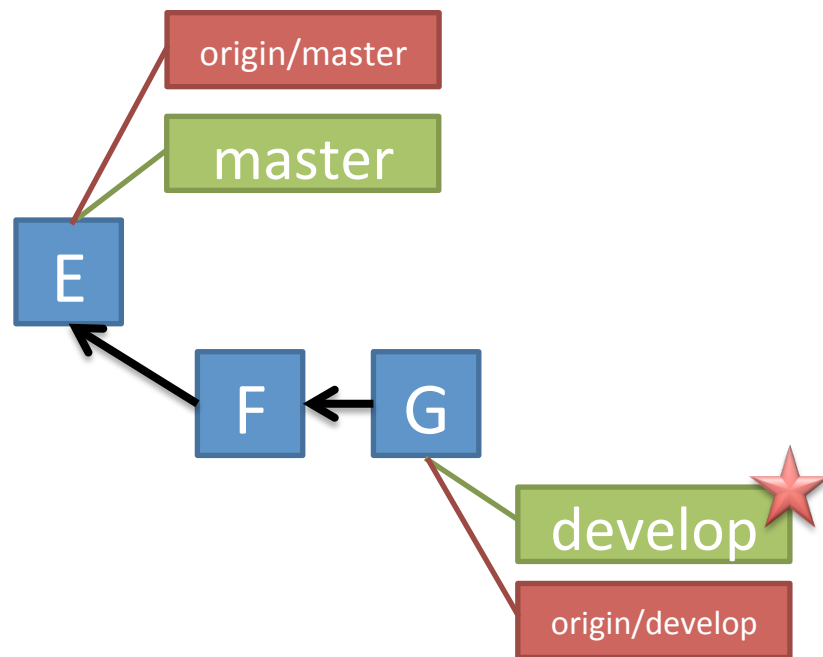 origin/master
master
E
F G
develop
origin/develop